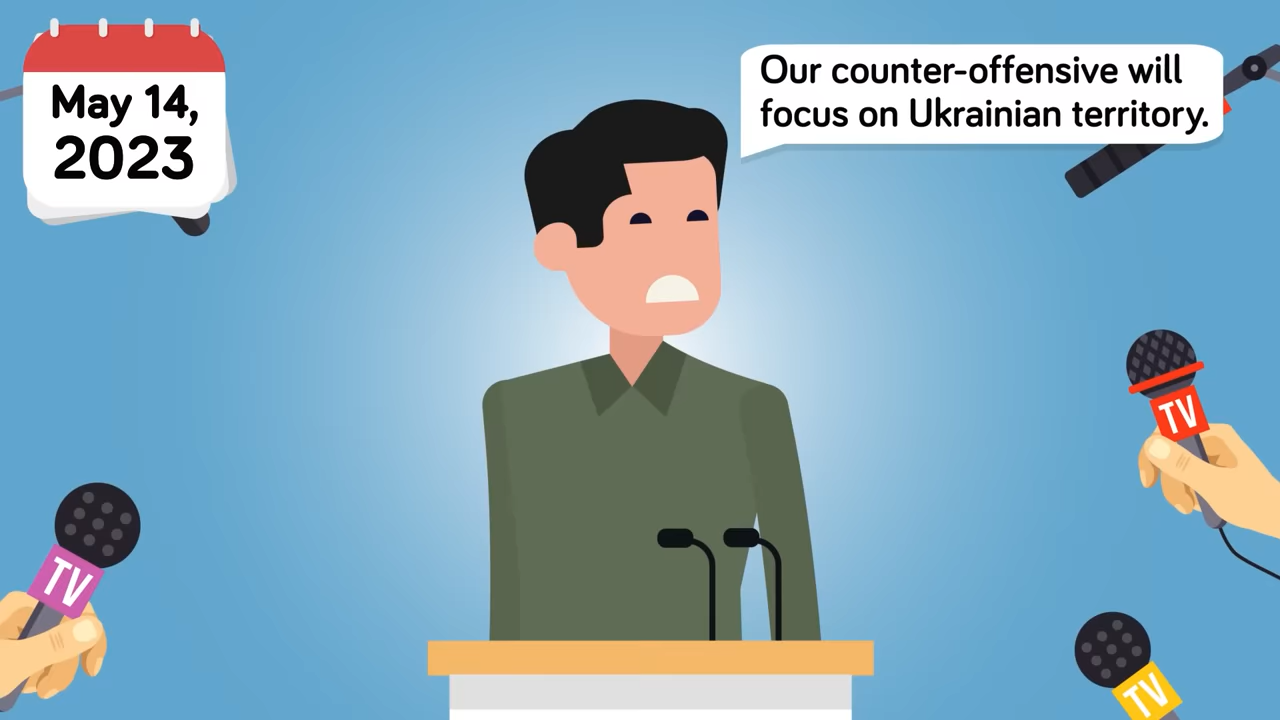 May 14,
2023
Our counter-offensive will
focus on Ukrainian territory.
TV
TV
TV